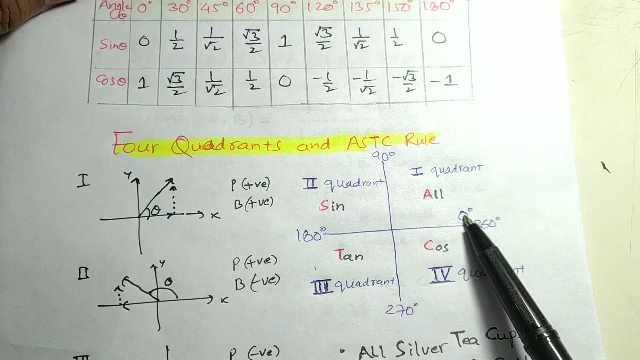 Angle θ 0° 30° 45° 60° 90° 120° 135° 150° 180°
Sinθ 0 1/2 1/√2 √3/2 1 √3/2 1/√2 1/2 0
Cosθ 1 √3/2 1/√2 1/2 0 -1/2 -1/√2 -√3/2 -1
Four Quadrants and ASTC Rule
90°
I Y θ X P (+ve) B (+ve)
II quadrant I quadrant
Sin All
180° 0° 360°
II Y θ X P (+ve) B (-ve)
Tan Cos
III quadrant IV quadrant
270°
P (-ve)
• All Silver Tea Cup